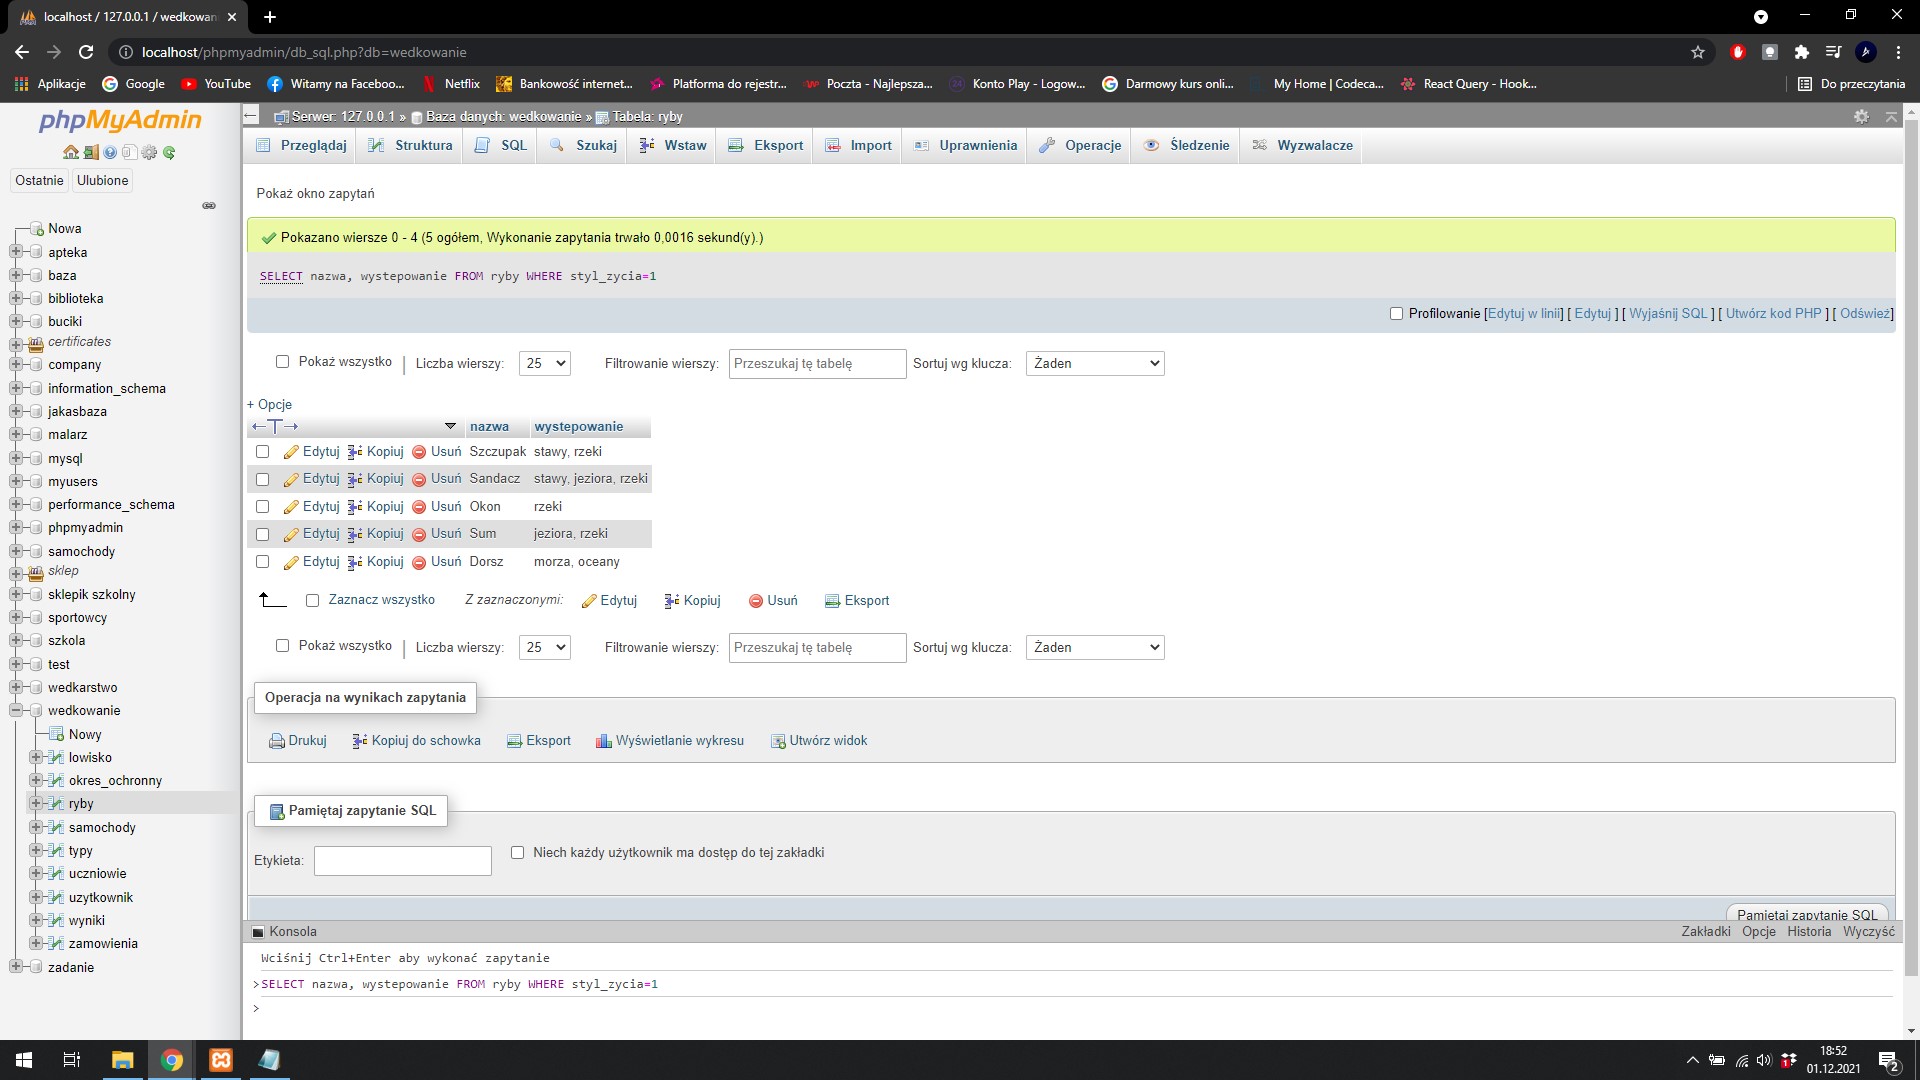 localhost / 127.0.0.1 / wedkowan
localhost/phpmyadmin/db_sql.php?db=wedkowanie
Aplikacje Google YouTube Witamy na Faceboo... Netflix Bankowość internet... Platforma do rejestr... Poczta - Najlepsza... 24 Konto Play - Logow... Darmowy kurs onli... My Home | Codeca... React Query - Hook... Do przeczytania
phpMyAdmin
Ostatnie Ulubione
Nowa
apteka
baza
biblioteka
buciki
certificates
company
information_schema
jakasbaza
malarz
mysql
myusers
performance_schema
phpmyadmin
samochody
sklep
sklepik szkolny
sportowcy
szkola
test
wedkarstwo
wedkowanie
Nowy
lowisko
okres_ochronny
ryby
samochody
typy
uczniowie
uzytkownik
wyniki
zamowienia
zadanie
Serwer: 127.0.0.1 » Baza danych: wedkowanie » Tabela: ryby
Przeglądaj Struktura SQL Szukaj Wstaw Eksport Import Uprawnienia Operacje Śledzenie Wyzwalacze
Pokaż okno zapytań
Pokazano wiersze 0 - 4 (5 ogółem, Wykonanie zapytania trwało 0,0016 sekund(y).)
SELECT nazwa, wystepowanie FROM ryby WHERE styl_zycia=1
Profilowanie [Edytuj w linii] [ Edytuj ] [ Wyjaśnij SQL ] [ Utwórz kod PHP ] [ Odśwież]
Pokaż wszystko | Liczba wierszy: 25 Filtrowanie wierszy: Przeszukaj tę tabelę Sortuj wg klucza: Żaden
+ Opcje
←T→ nazwa wystepowanie
Edytuj Kopiuj Usuń Szczupak stawy, rzeki
Edytuj Kopiuj Usuń Sandacz stawy, jeziora, rzeki
Edytuj Kopiuj Usuń Okon rzeki
Edytuj Kopiuj Usuń Sum jeziora, rzeki
Edytuj Kopiuj Usuń Dorsz morza, oceany
Zaznacz wszystko Z zaznaczonymi: Edytuj Kopiuj Usuń Eksport
Pokaż wszystko | Liczba wierszy: 25 Filtrowanie wierszy: Przeszukaj tę tabelę Sortuj wg klucza: Żaden
Operacja na wynikach zapytania
Drukuj Kopiuj do schowka Eksport Wyświetlanie wykresu Utwórz widok
Pamiętaj zapytanie SQL
Etykieta: Niech każdy użytkownik ma dostęp do tej zakładki
Pamiętaj zapytanie SQL
Konsola Zakładki Opcje Historia Wyczyść
Wciśnij Ctrl+Enter aby wykonać zapytanie
>SELECT nazwa, wystepowanie FROM ryby WHERE styl_zycia=1
>
18:52
01.12.2021
1
2